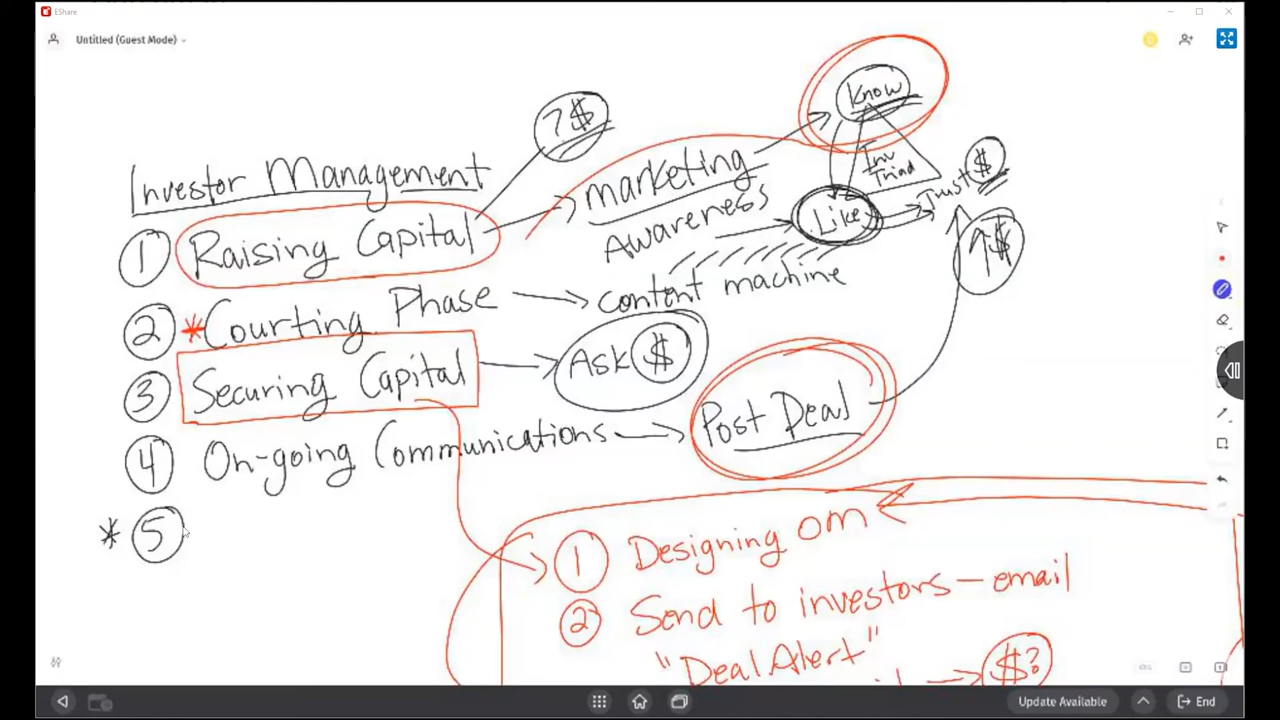 EShare
Untitled (Guest Mode)
Know
7$
Inv
Triad
Investor Management
marketing
Trust $
1 Raising Capital
Awareness
Like
↑$
2 *Courting Phase
content machine
3 Securing Capital
Ask $
4 On-going Communications
Post Deal
* 5
1 Designing OM
2 Send to investors - email
"Deal Alert"
$?
Update Available
End